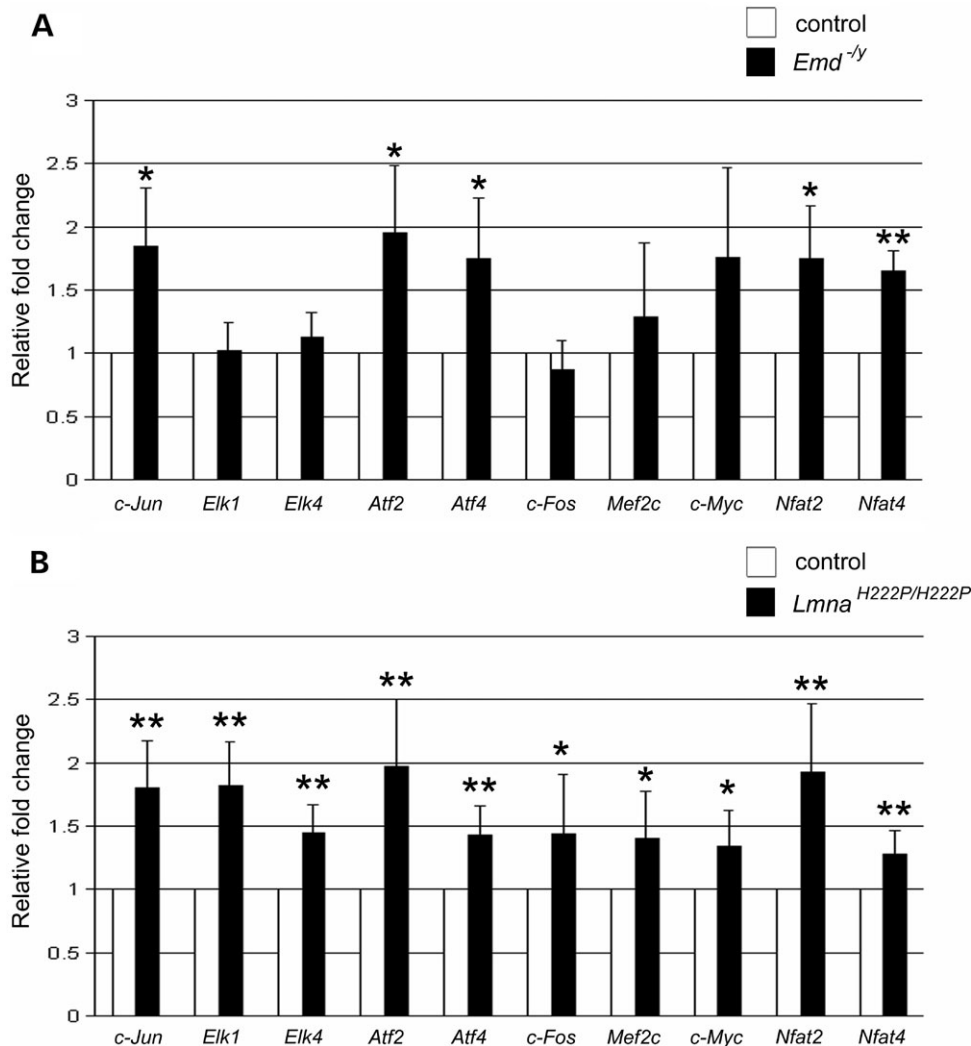 A
control
Emd -/y
Relative fold change
3
2.5
2
1.5
1
0.5
0
* * * * **
c-Jun Elk1 Elk4 Atf2 Atf4 c-Fos Mef2c c-Myc Nfat2 Nfat4
B
control
Lmna H222P/H222P
Relative fold change
3
2.5
2
1.5
1
0.5
0
** ** ** ** ** * * * ** **
c-Jun Elk1 Elk4 Atf2 Atf4 c-Fos Mef2c c-Myc Nfat2 Nfat4